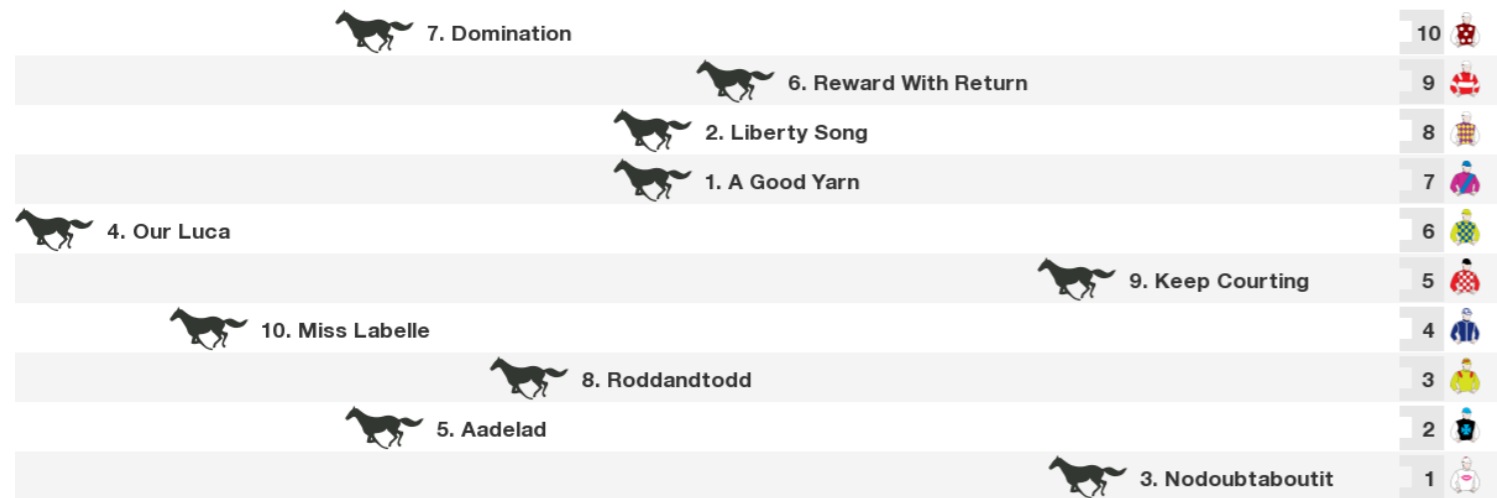 7. Domination 10
6. Reward With Return 9
2. Liberty Song 8
1. A Good Yarn 7
4. Our Luca 6
9. Keep Courting 5
10. Miss Labelle 4
8. Roddandtodd 3
5. Aadelad 2
3. Nodoubtaboutit 1